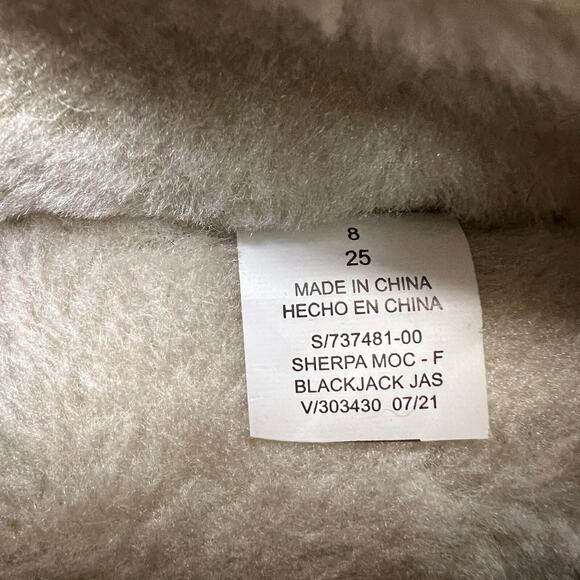 8
25
MADE IN CHINA
HECHO EN CHINA
S/737481-00
SHERPA MOC - F
BLACKJACK JAS
V/303430 07/21